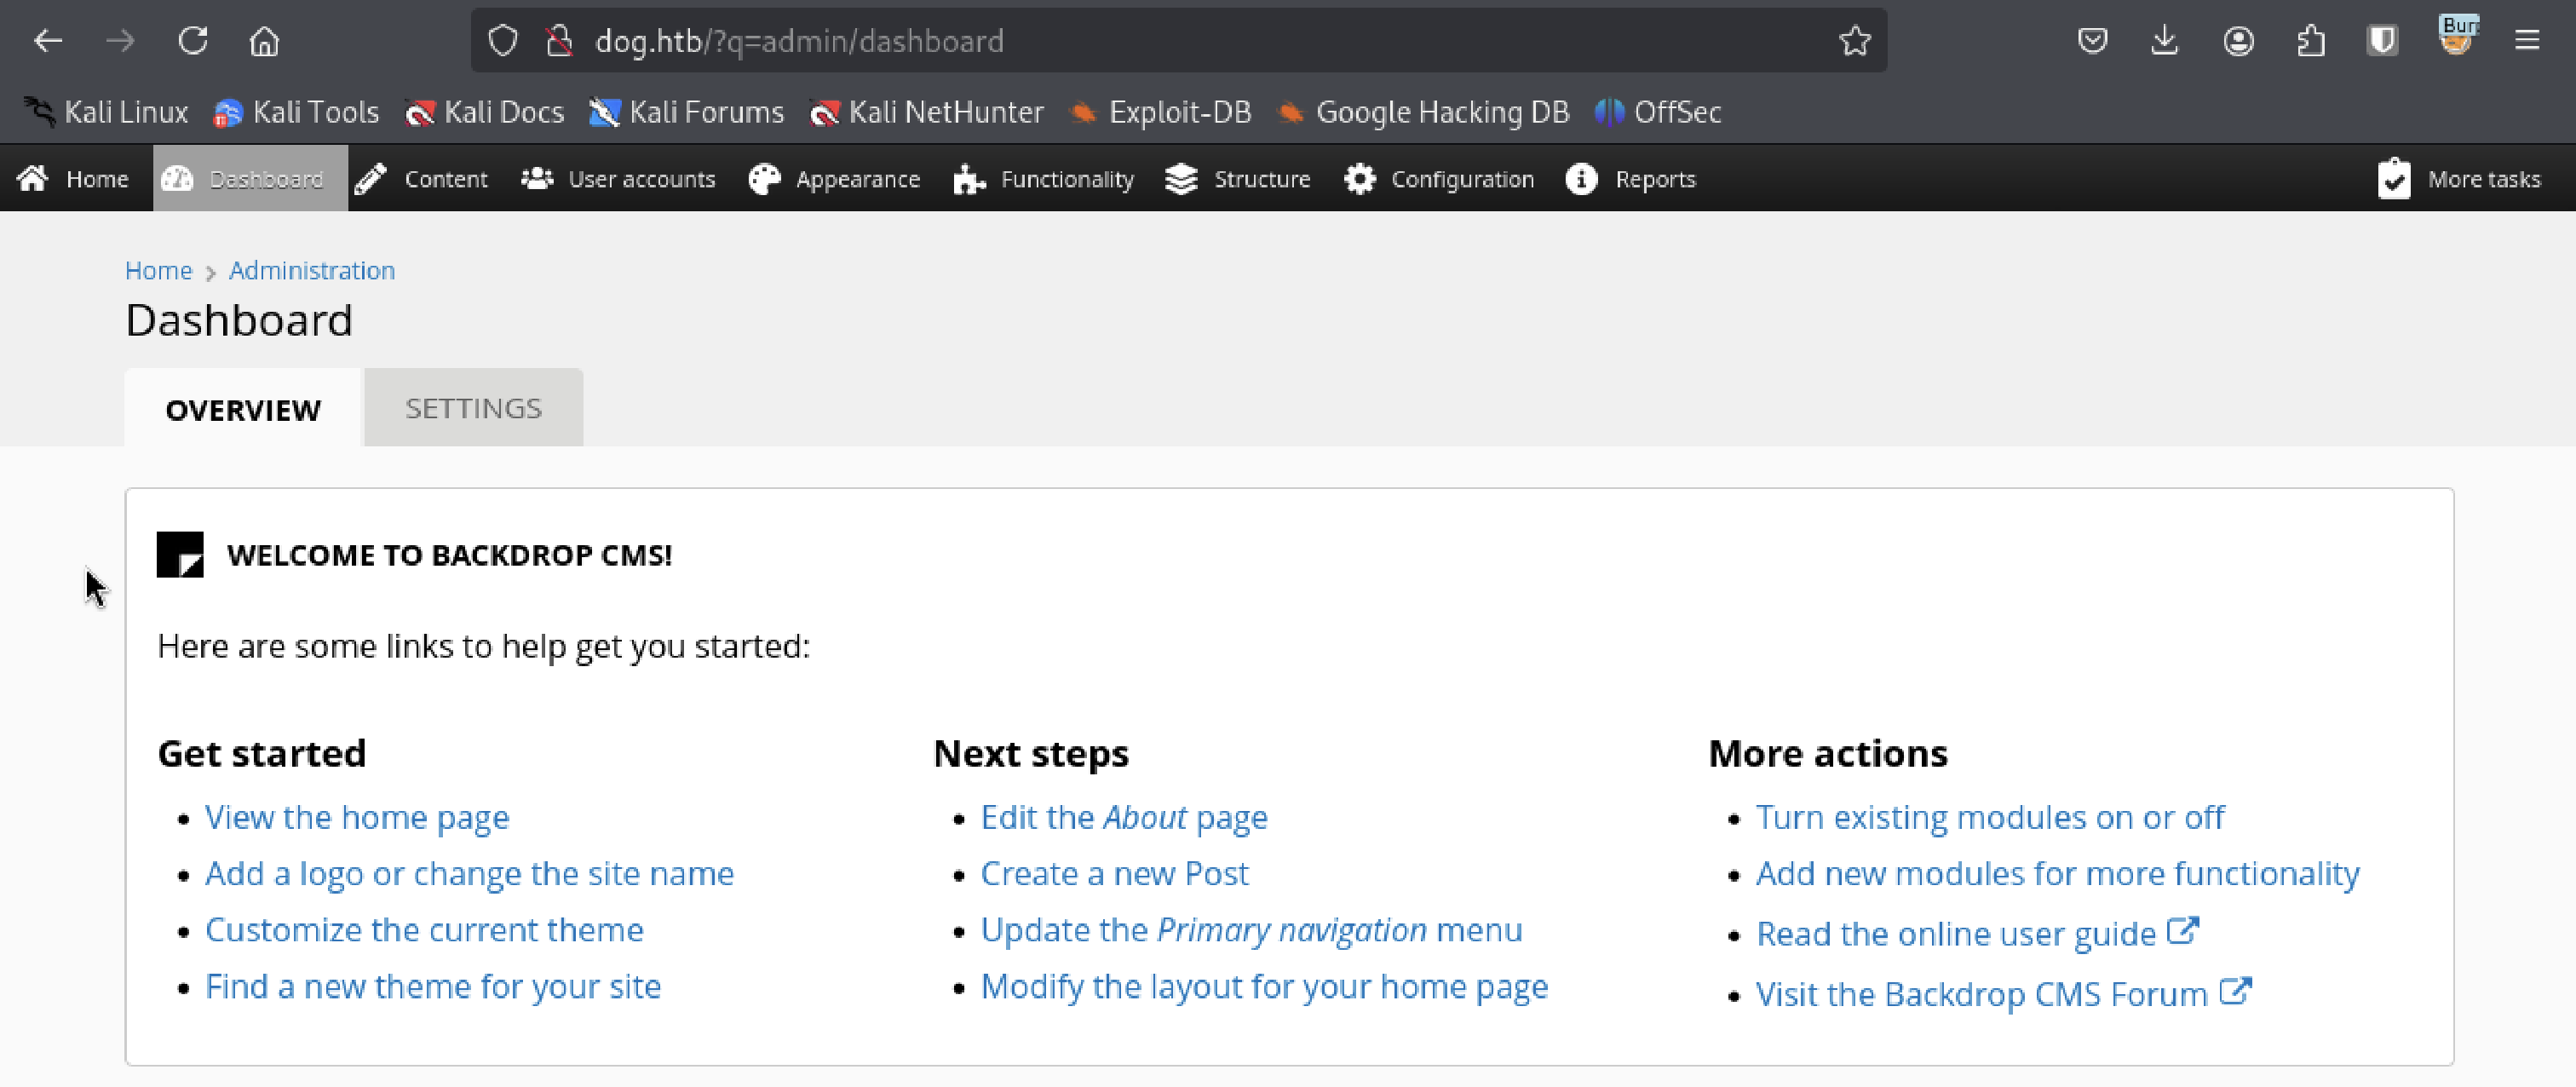 dog.htb/?q=admin/dashboard
Bur
Kali Linux Kali Tools Kali Docs Kali Forums Kali NetHunter Exploit-DB Google Hacking DB OffSec
Home Dashboard Content User accounts Appearance Functionality Structure Configuration Reports More tasks
Home > Administration
Dashboard
OVERVIEW SETTINGS
WELCOME TO BACKDROP CMS!
Here are some links to help get you started:
Get started
• View the home page
• Add a logo or change the site name
• Customize the current theme
• Find a new theme for your site
Next steps
• Edit the About page
• Create a new Post
• Update the Primary navigation menu
• Modify the layout for your home page
More actions
• Turn existing modules on or off
• Add new modules for more functionality
• Read the online user guide
• Visit the Backdrop CMS Forum